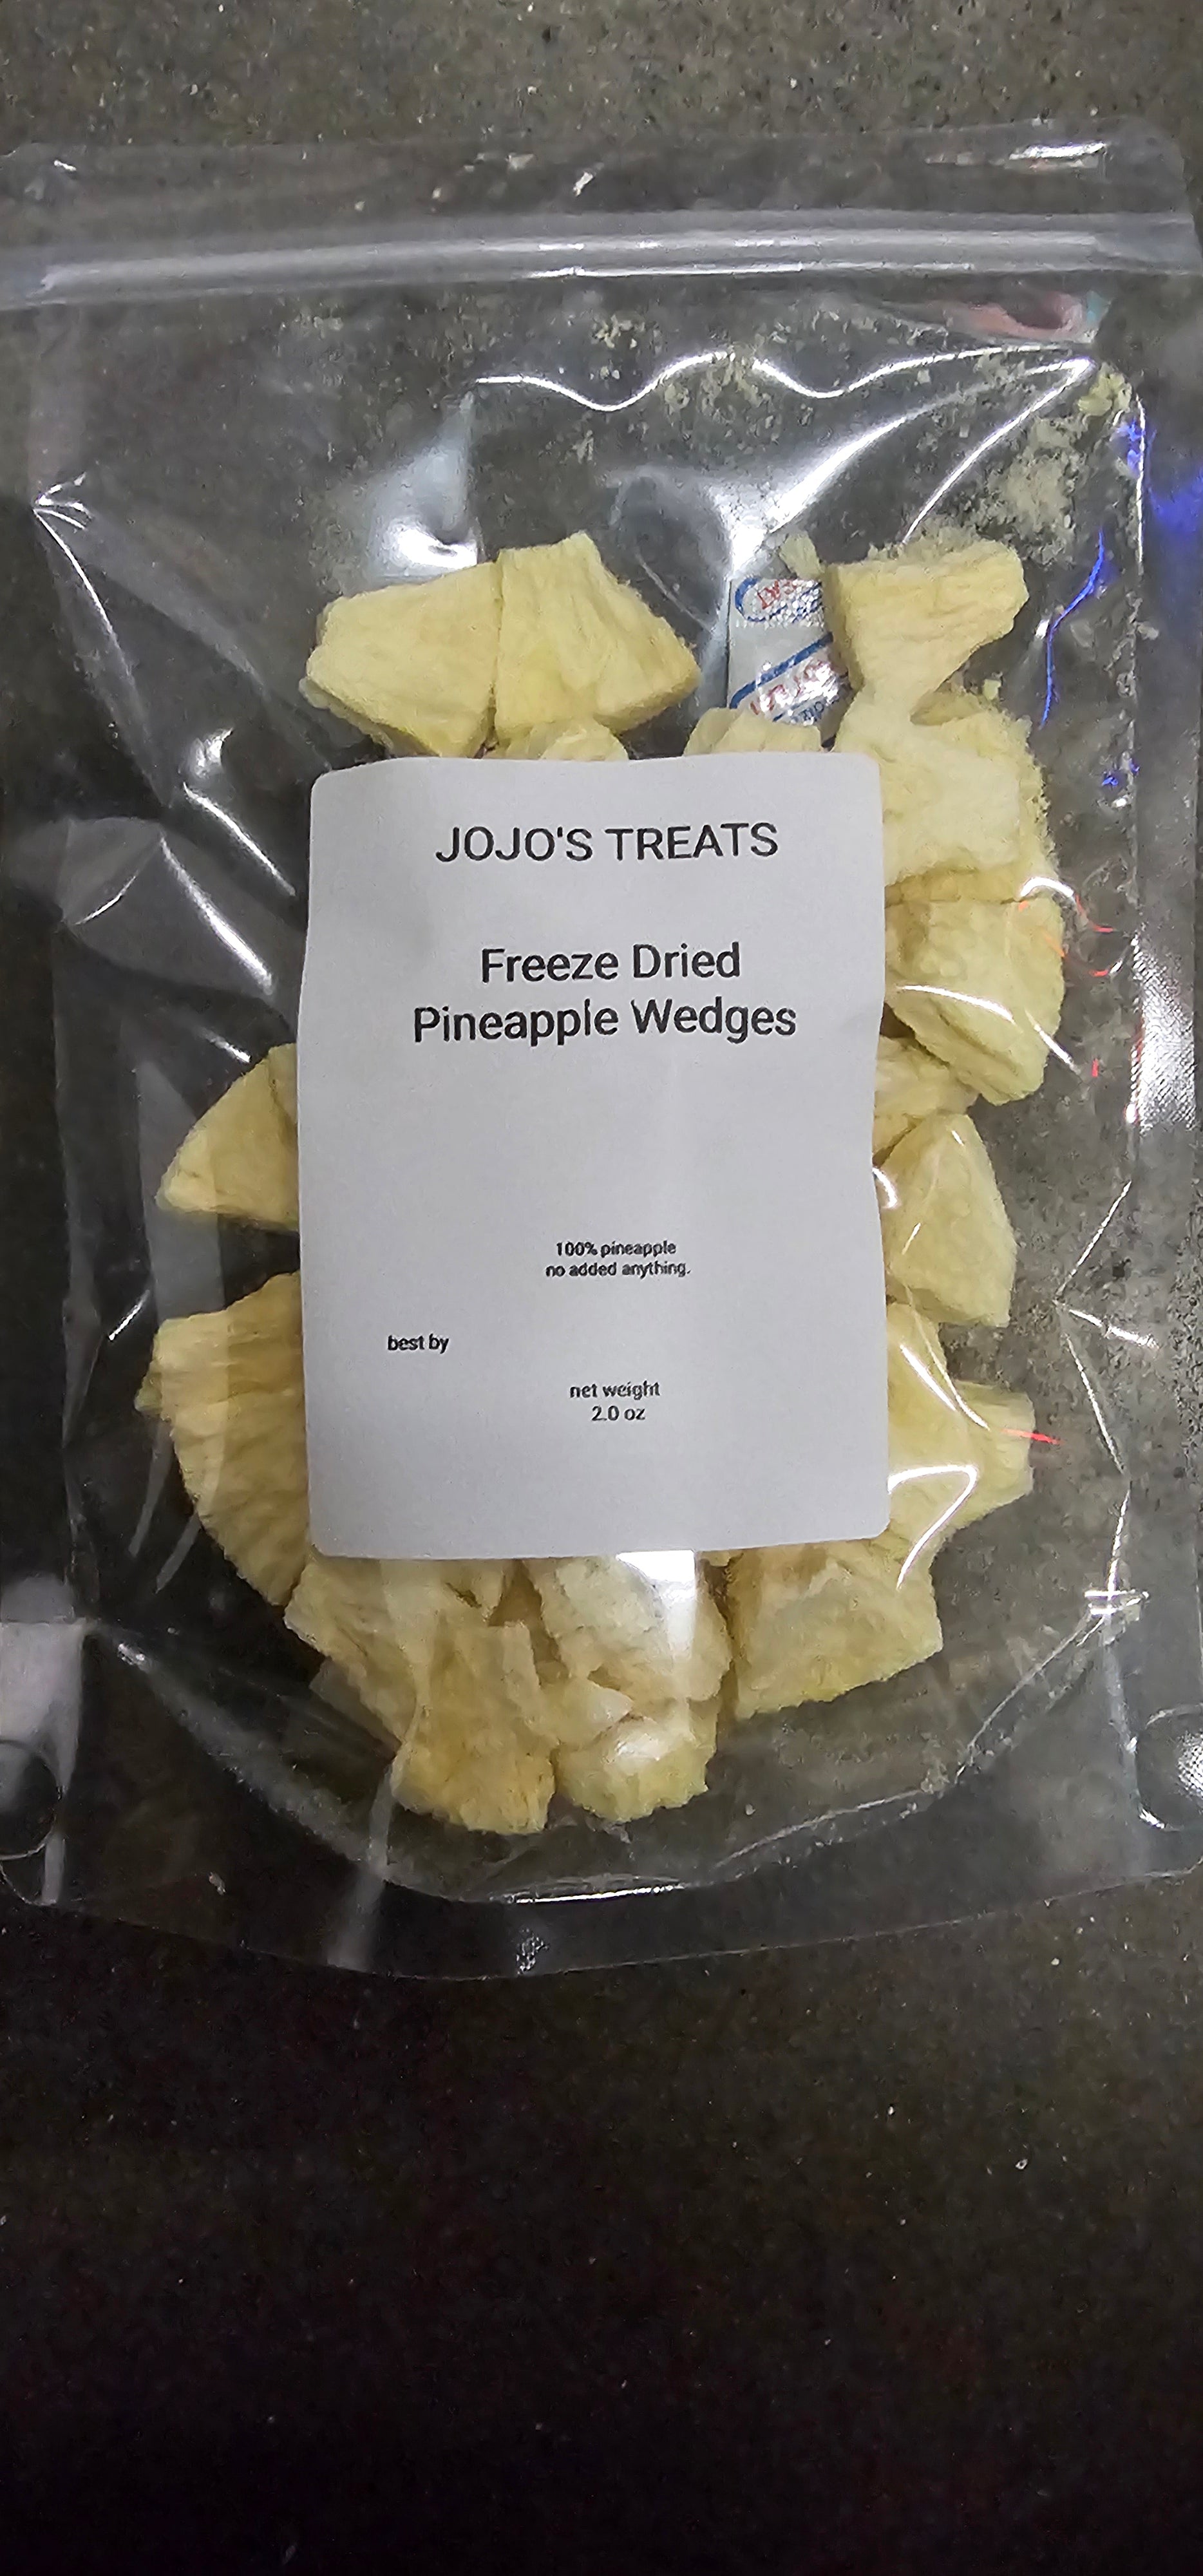 JOJO'S TREATS
Freeze Dried
Pineapple Wedges
100% pineapple
no added anything.
best by
net weight
2.0 oz